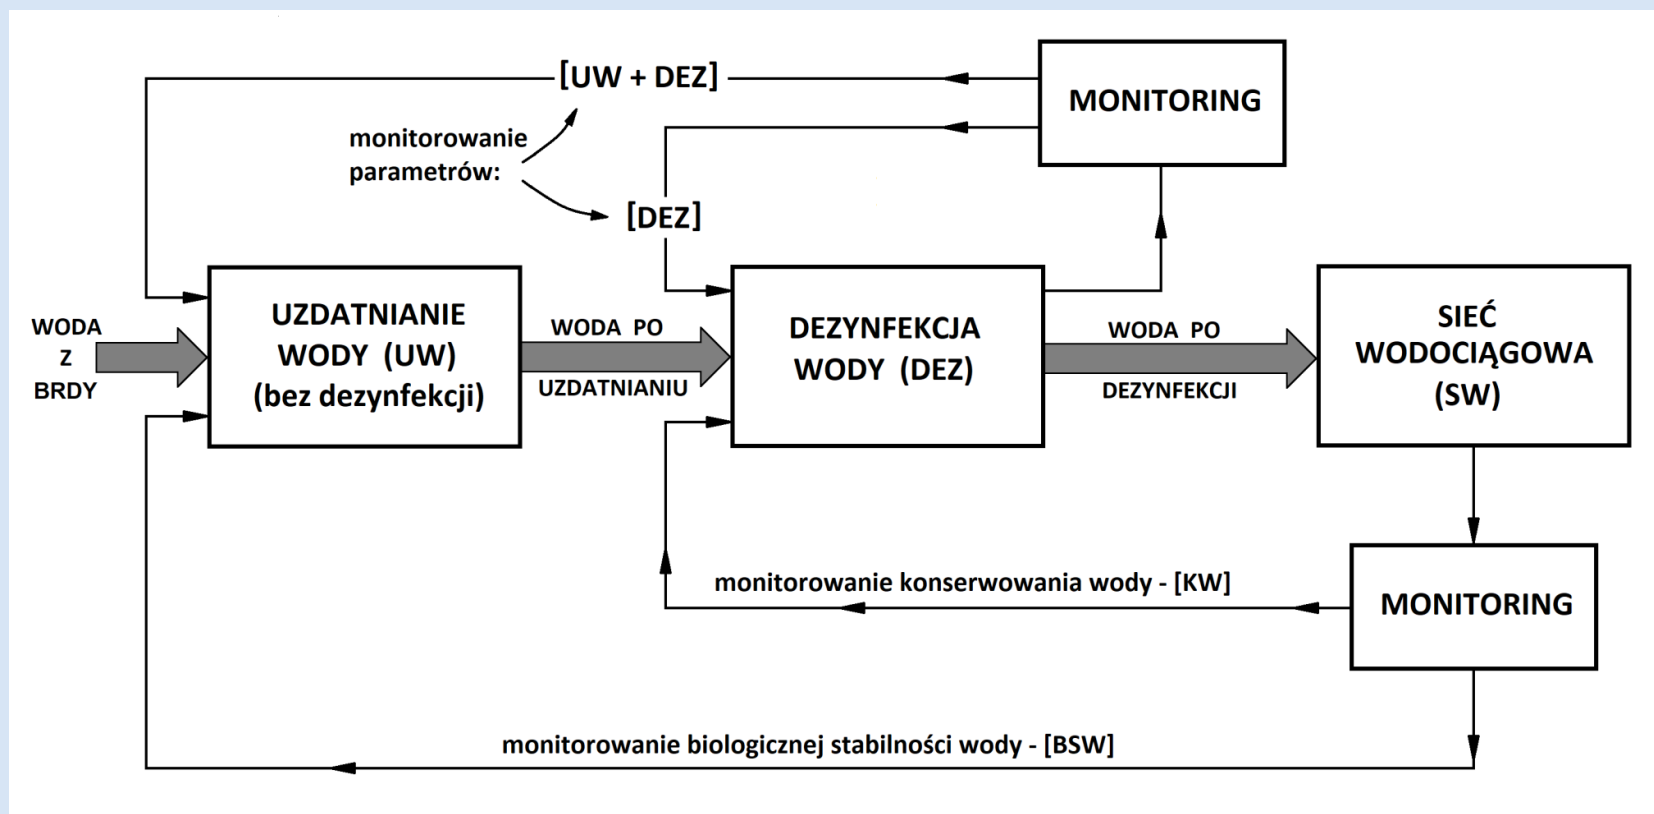 [UW + DEZ]
MONITORING
monitorowanie
parametrów:
[DEZ]
WODA
Z
BRDY
UZDATNIANIE
WODY (UW)
(bez dezynfekcji)
WODA PO
UZDATNIANIU
DEZYNFEKCJA
WODY (DEZ)
WODA PO
DEZYNFEKCJI
SIEĆ
WODOCIĄGOWA
(SW)
monitorowanie konserwowania wody - [KW]
MONITORING
monitorowanie biologicznej stabilności wody - [BSW]